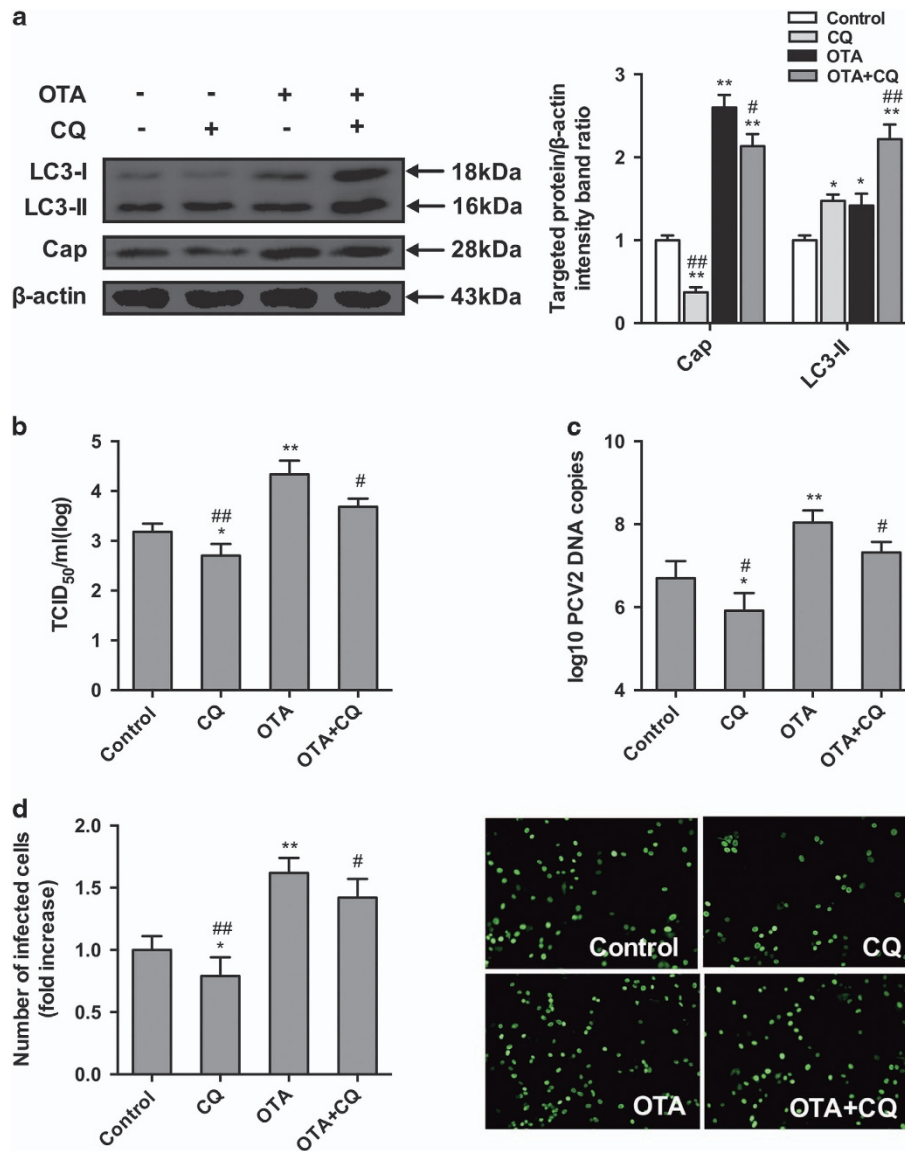 a
OTA - - + +
CQ - + - +
LC3-I
18kDa
LC3-II
16kDa
Cap
28kDa
β-actin
43kDa
Control
CQ
OTA
OTA+CQ
Targeted protein/β-actin
intensity band ratio
3
2
1
0
##
**
**
#
**
*
*
##
**
Cap
LC3-II
b
TCID50/ml(log)
5
4
3
2
1
0
##
*
**
#
Control
CQ
OTA
OTA+CQ
c
log10 PCV2 DNA copies
10
8
6
4
#
*
**
#
Control
CQ
OTA
OTA+CQ
d
Number of infected cells
(fold increase)
2.0
1.5
1.0
0.5
0.0
##
*
**
#
Control
CQ
OTA
OTA+CQ
Control
CQ
OTA
OTA+CQ